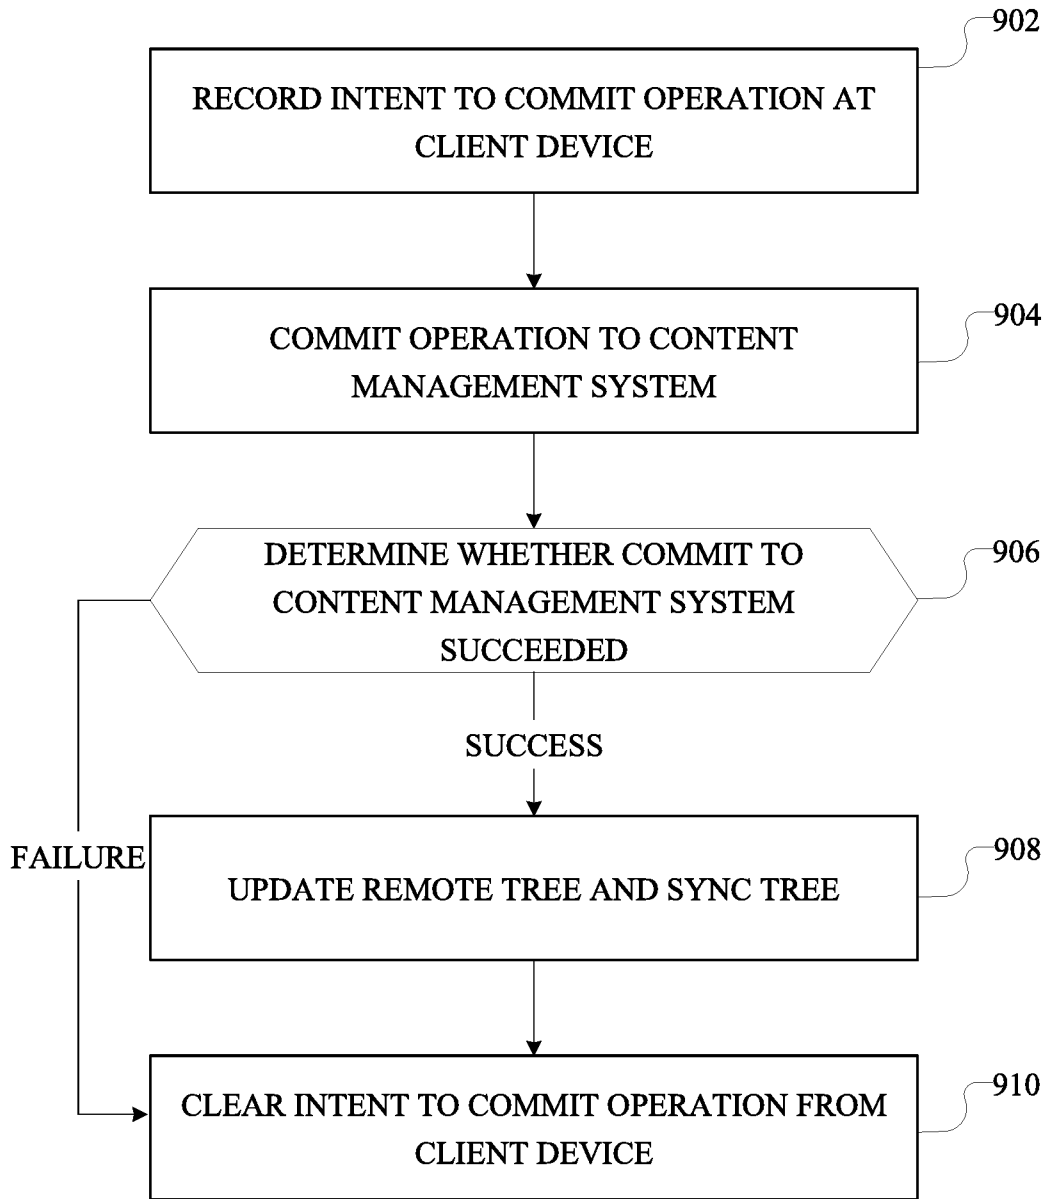 902
RECORD INTENT TO COMMIT OPERATION AT
CLIENT DEVICE
904
COMMIT OPERATION TO CONTENT
MANAGEMENT SYSTEM
906
DETERMINE WHETHER COMMIT TO
CONTENT MANAGEMENT SYSTEM
SUCCEEDED
SUCCESS
FAILURE
908
UPDATE REMOTE TREE AND SYNC TREE
910
CLEAR INTENT TO COMMIT OPERATION FROM
CLIENT DEVICE